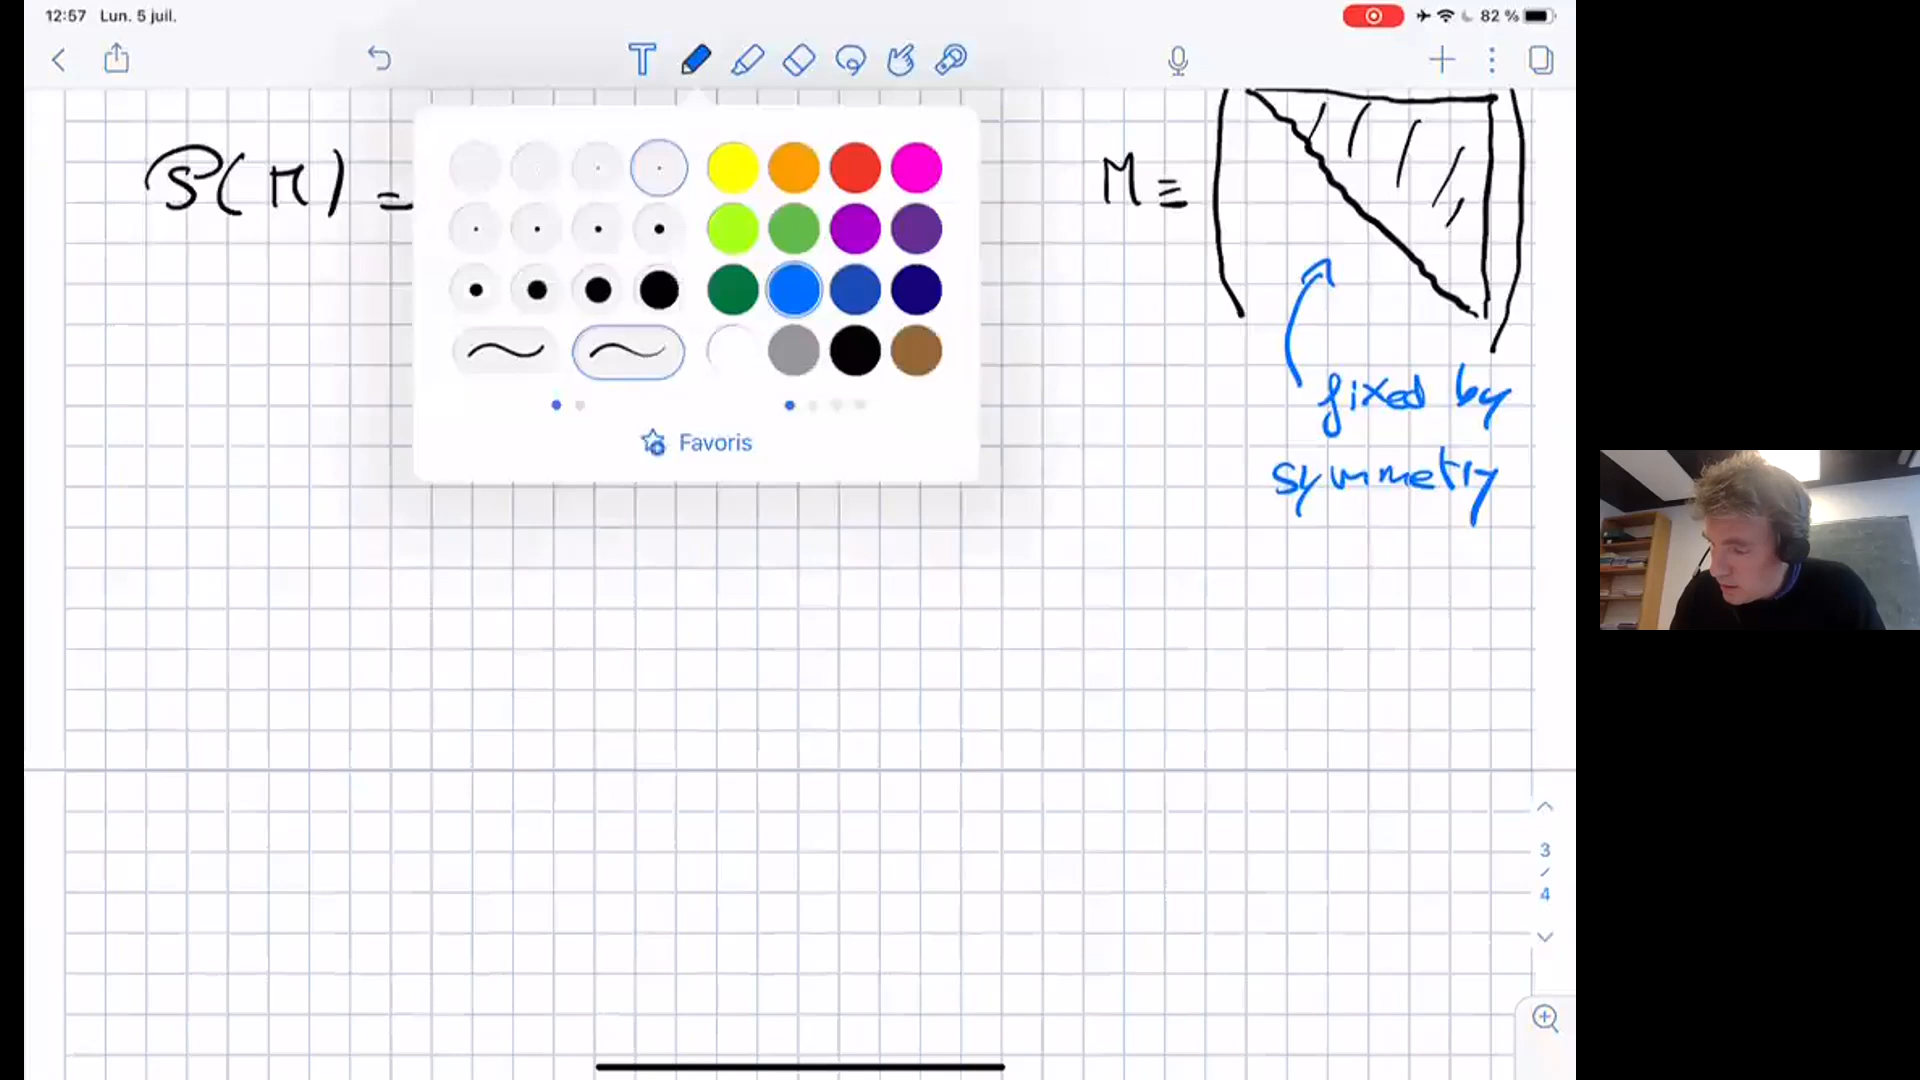 12:57 Lun. 5 juil. 82 %
T
P(M) =
M ≡
fixed by
symmetry
Favoris
3
4